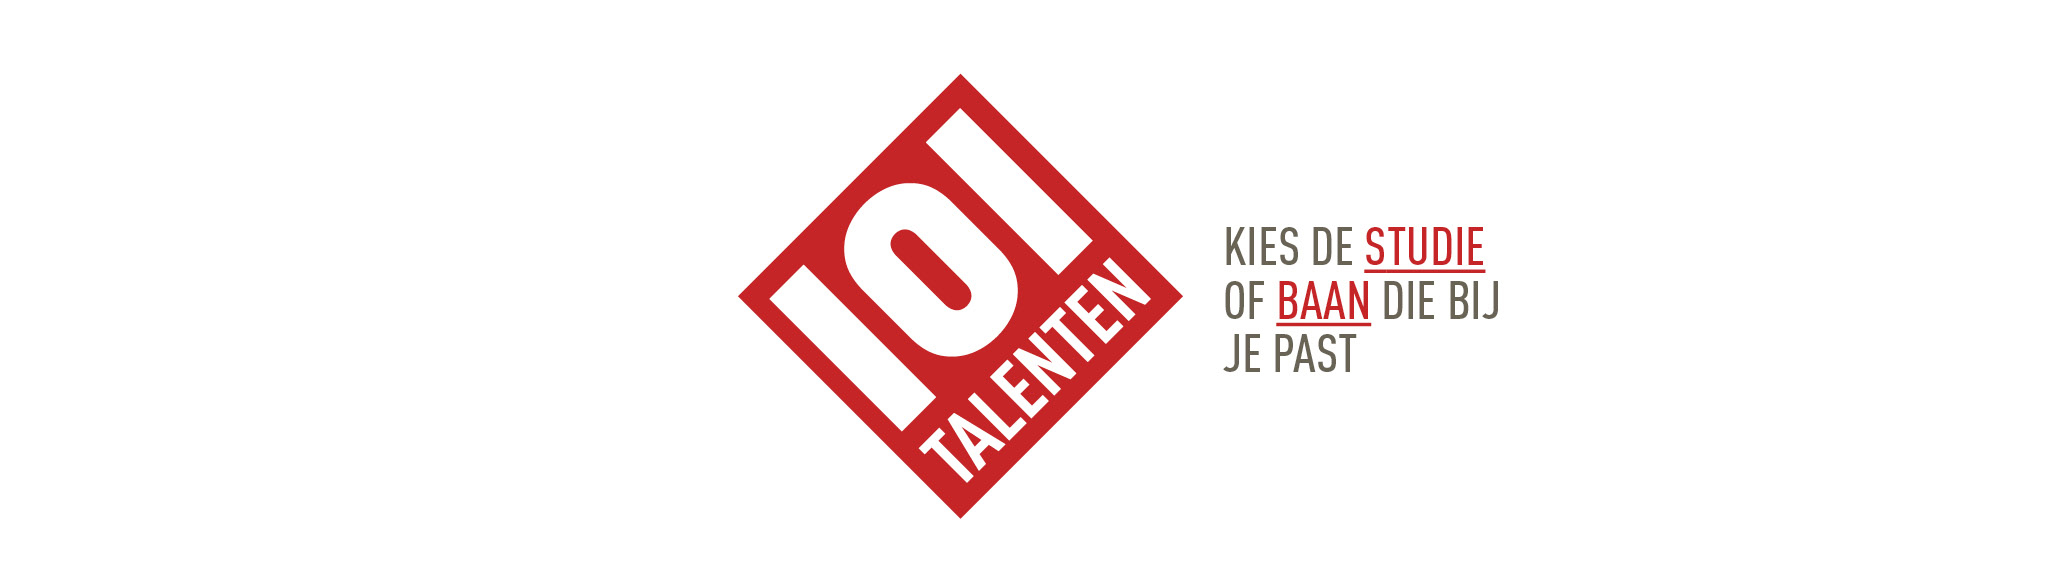 101
TALENTEN
KIES DE STUDIE
OF BAAN DIE BIJ
JE PAST